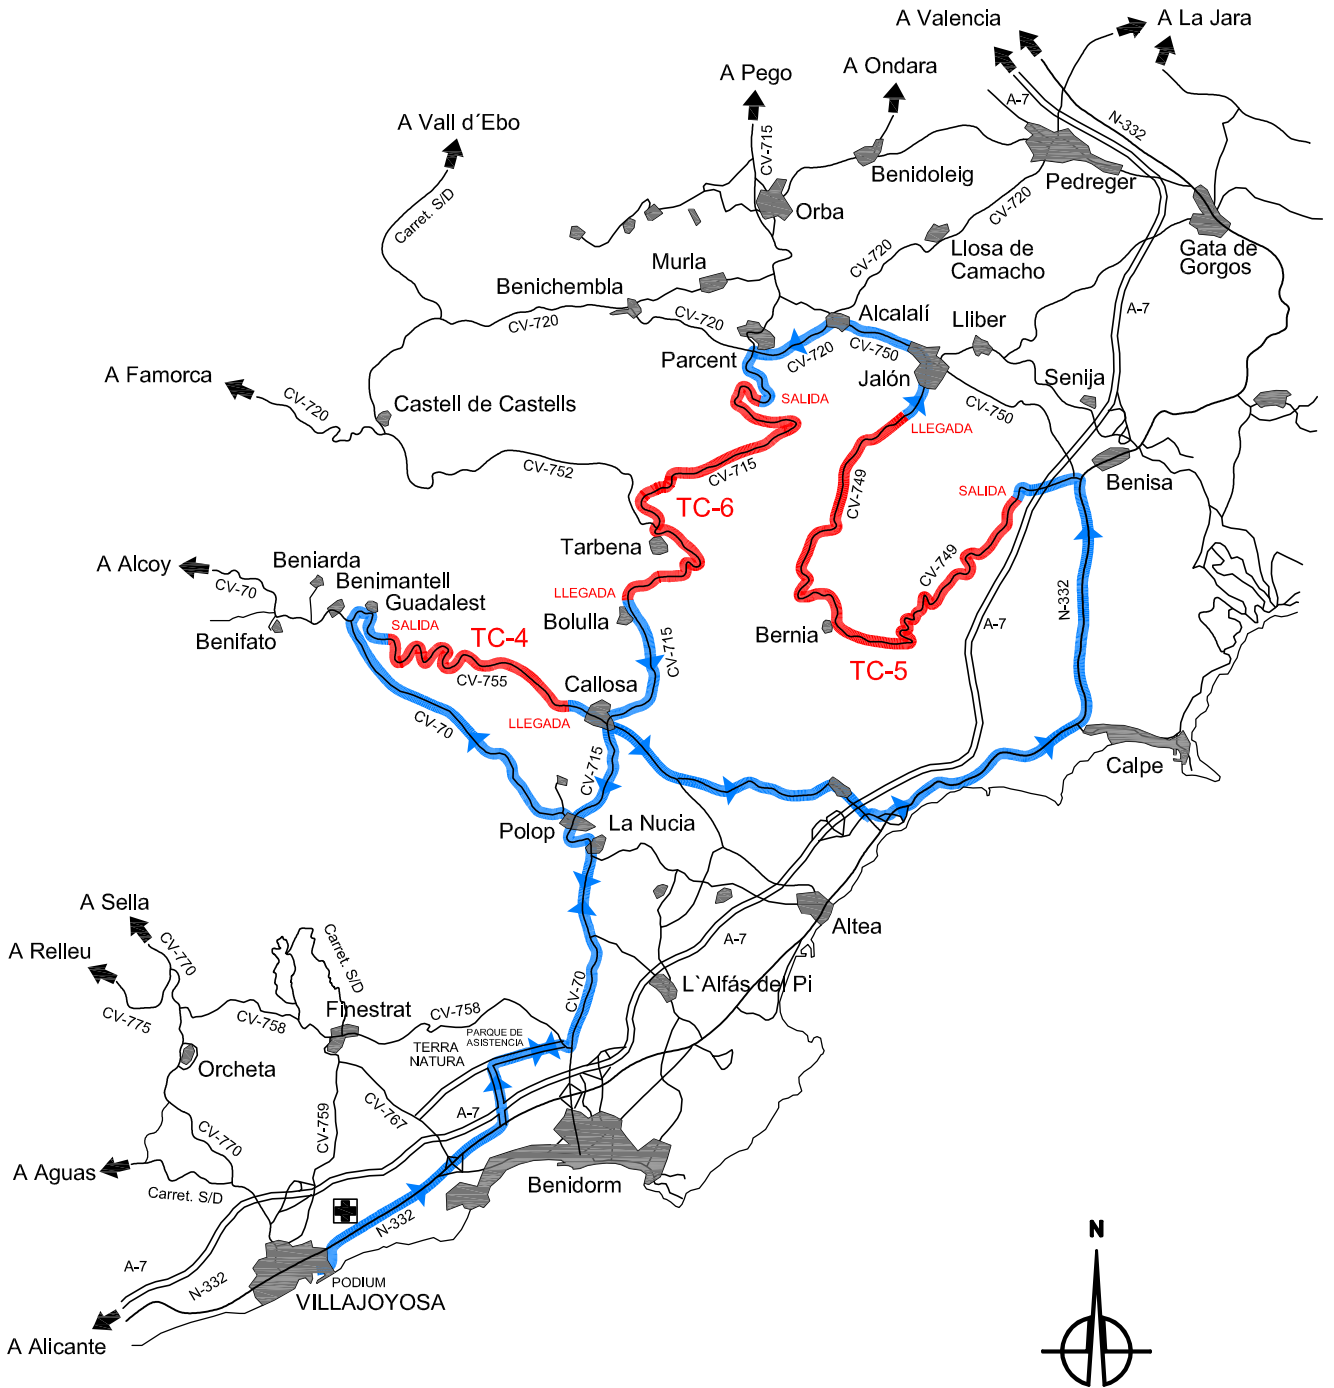 A Valencia
A La Jara
A Pego
A Ondara
A-7
N-332
A Vall d´Ebo
CV-715
Benidoleig
Pedreger
CV-720
Orba
Carret. S/D
Llosa de
Camacho
Gata de
Gorgos
CV-720
Murla
Benichembla
A-7
CV-720
CV-720
Alcalalí
Lliber
Parcent
CV-720
CV-750
Jalón
Senija
A Famorca
CV-720
Castell de Castells
SALIDA
CV-750
LLEGADA
CV-752
CV-715
CV-749
Benisa
TC-6
SALIDA
Tarbena
CV-749
A Alcoy
CV-70
Beniarda
Benimantell
Guadalest
LLEGADA
N-332
Bolulla
SALIDA
TC-4
Benifato
Bernia
A-7
CV-715
TC-5
CV-755
Callosa
CV-70
LLEGADA
CV-715
Calpe
Polop
La Nucia
A Sella
Altea
A Relleu
CV-770
Carret. S/D
A-7
CV-70
L`Alfás del Pi
CV-775
CV-758
Finestrat
CV-758
PARQUE DE
ASISTENCIA
TERRA
NATURA
Orcheta
CV-759
CV-767
A-7
CV-770
A Aguas
Carret. S/D
Benidorm
N-332
N
A-7
N-332
PODIUM
VILLAJOYOSA
A Alicante